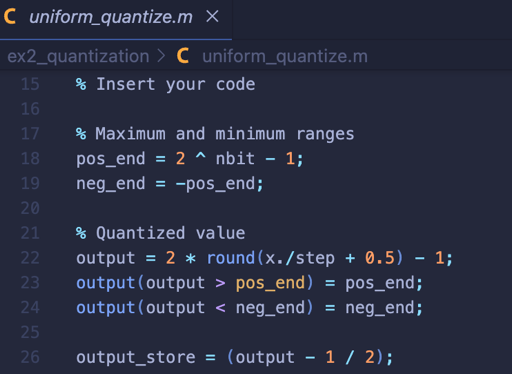 C uniform_quantize.m ×
ex2_quantization > C uniform_quantize.m
15 % Insert your code
16
17 % Maximum and minimum ranges
18 pos_end = 2 ^ nbit - 1;
19 neg_end = -pos_end;
20
21 % Quantized value
22 output = 2 * round(x./step + 0.5) - 1;
23 output(output > pos_end) = pos_end;
24 output(output < neg_end) = neg_end;
25
26 output_store = (output - 1 / 2);